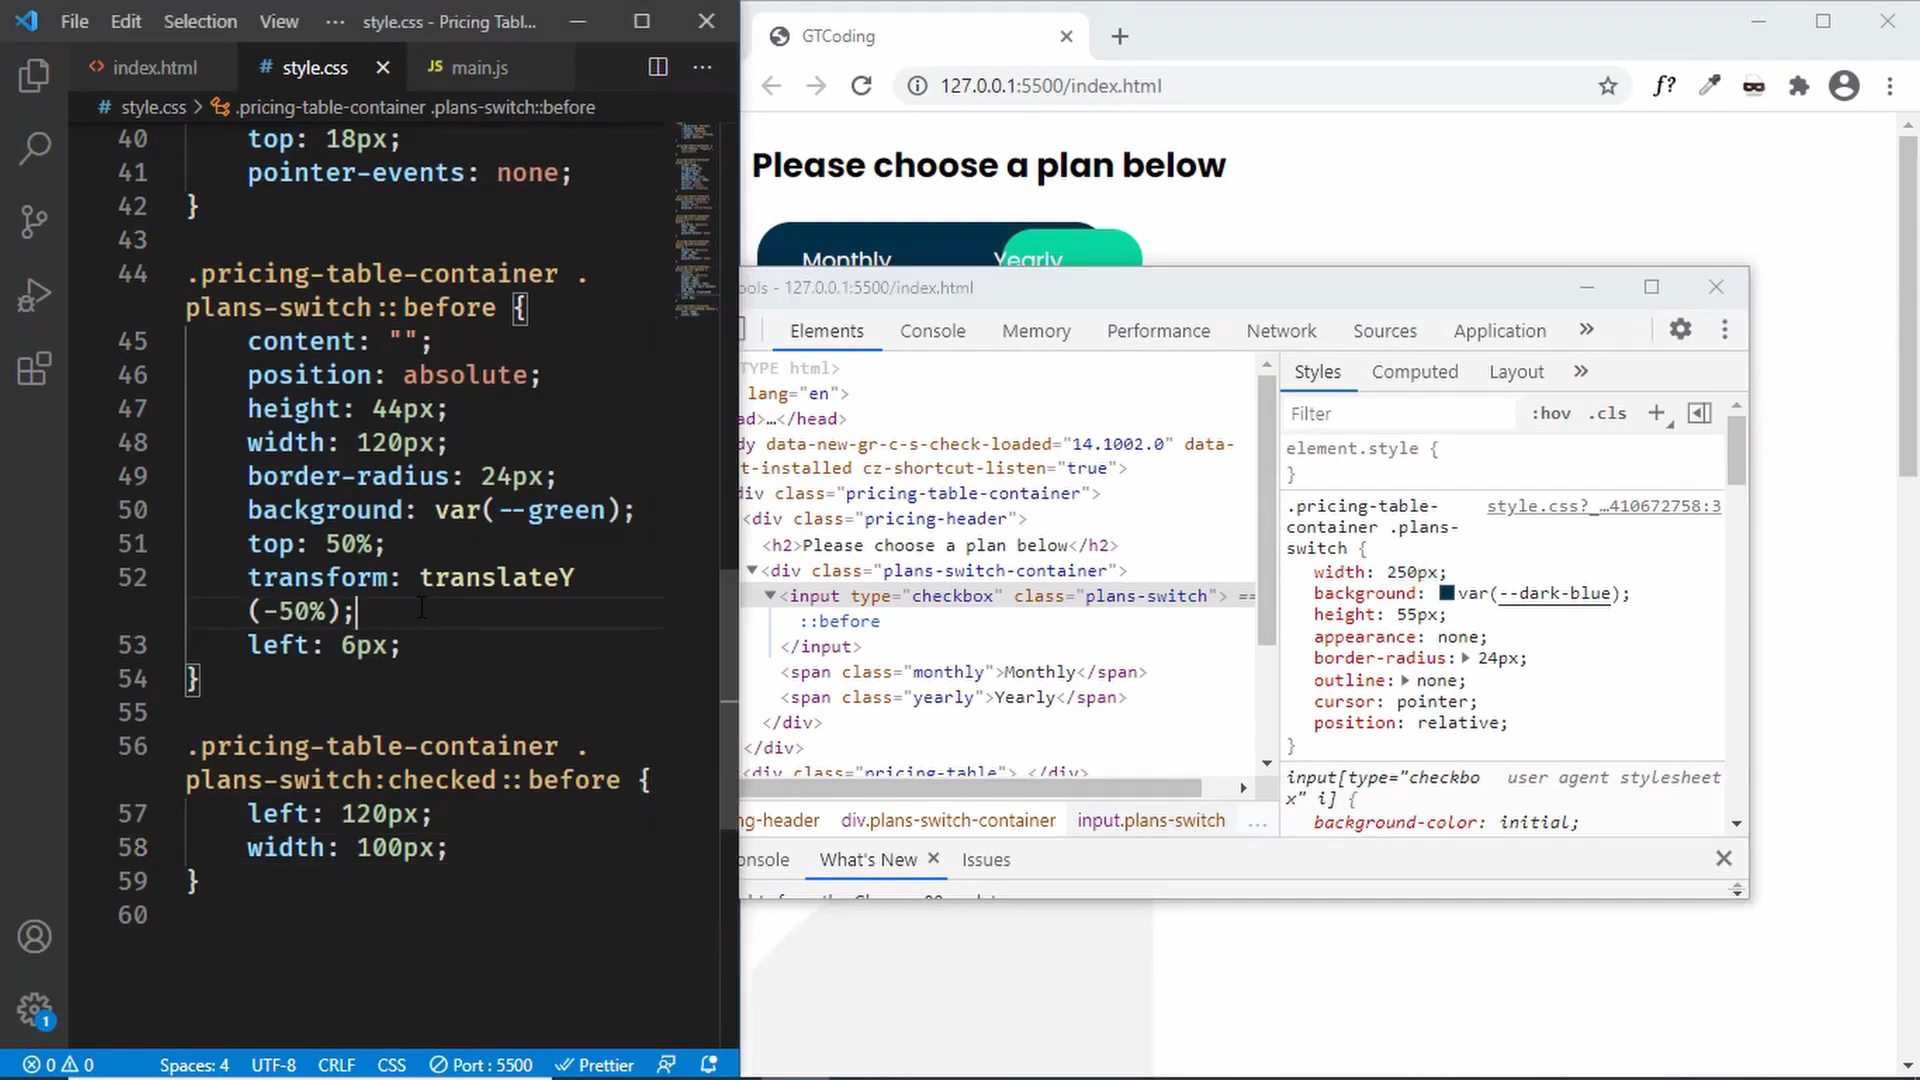 File Edit Selection View ··· style.css - Pricing Tabl...
index.html # style.css JS main.js ···
# style.css > .pricing-table-container .plans-switch::before
40 top: 18px;
41 pointer-events: none;
42 }
43
44 .pricing-table-container .
plans-switch::before {
45 content: "";
46 position: absolute;
47 height: 44px;
48 width: 120px;
49 border-radius: 24px;
50 background: var(--green);
51 top: 50%;
52 transform: translateY
(-50%);
53 left: 6px;
54 }
55
56 .pricing-table-container .
plans-switch:checked::before {
57 left: 120px;
58 width: 100px;
59 }
60
1
0 0 Spaces: 4 UTF-8 CRLF CSS Port : 5500 Prettier
GTCoding
127.0.0.1:5500/index.html f?
Please choose a plan below
Monthly Yearly
ools - 127.0.0.1:5500/index.html
Elements Console Memory Performance Network Sources Application »
TYPE html>
lang="en">
ad>…</head>
dy data-new-gr-c-s-check-loaded="14.1002.0" data-
t-installed cz-shortcut-listen="true">
div class="pricing-table-container">
<div class="pricing-header">
<h2>Please choose a plan below</h2>
▼<div class="plans-switch-container">
▼<input type="checkbox" class="plans-switch"> ==
::before
</input>
<span class="monthly">Monthly</span>
<span class="yearly">Yearly</span>
</div>
</div>
<div class="pricing-table"> </div>
ng-header div.plans-switch-container input.plans-switch ...
Styles Computed Layout »
Filter :hov .cls +
element.style {
}
.pricing-table-container .plans-switch { style.css?_…410672758:3
width: 250px;
background: var(--dark-blue);
height: 55px;
appearance: none;
border-radius: 24px;
outline: none;
cursor: pointer;
position: relative;
}
input[type="checkbox" i] { user agent stylesheet
background-color: initial;
onsole What's New Issues